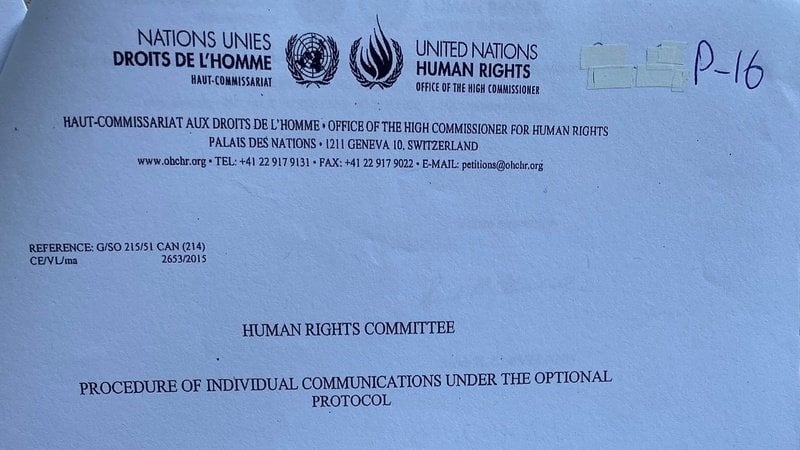 NATIONS UNIES
DROITS DE L'HOMME
HAUT-COMMISSARIAT
UNITED NATIONS
HUMAN RIGHTS
OFFICE OF THE HIGH COMMISSIONER
P-16
HAUT-COMMISSARIAT AUX DROITS DE L'HOMME • OFFICE OF THE HIGH COMMISSIONER FOR HUMAN RIGHTS
PALAIS DES NATIONS • 1211 GENEVA 10, SWITZERLAND
www.ohchr.org • TEL: +41 22 917 9131 • FAX: +41 22 917 9022 • E-MAIL: petitions@ohchr.org
REFERENCE: G/SO 215/51 CAN (214)
CE/VL/ma 2653/2015
HUMAN RIGHTS COMMITTEE
PROCEDURE OF INDIVIDUAL COMMUNICATIONS UNDER THE OPTIONAL
PROTOCOL